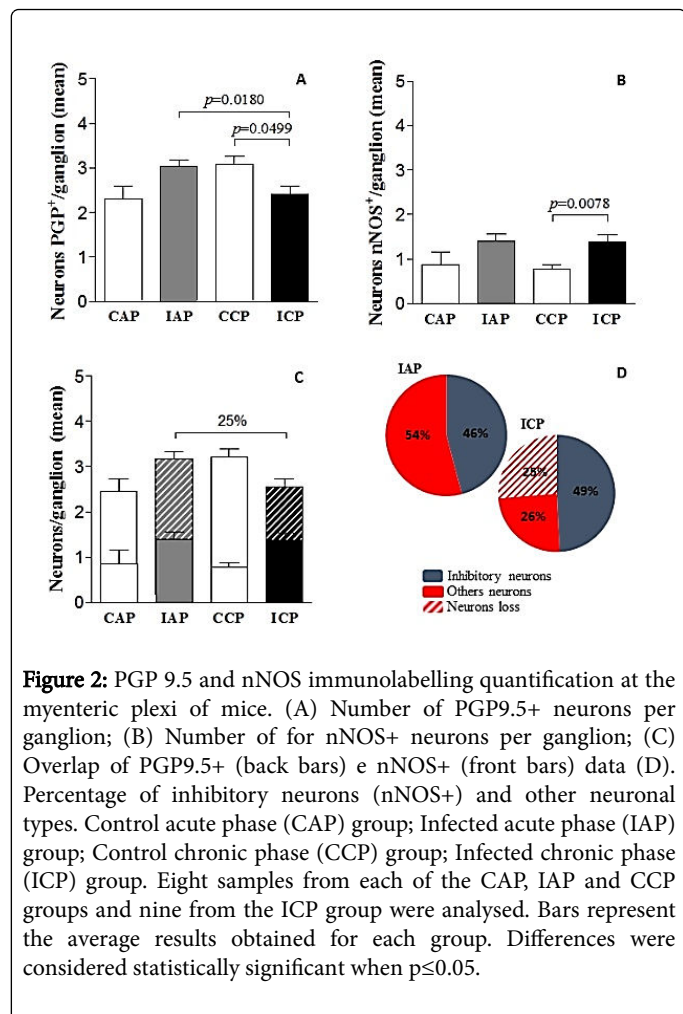 A
Neurons PGP⁺/ganglion (mean)
5
4
3
2
1
0
p=0.0180
p=0.0499
CAP IAP CCP ICP
B
Neurons nNOS⁺/ganglion (mean)
5
4
3
2
1
0
p=0.0078
CAP IAP CCP ICP
C
Neurons/ganglion (mean)
5
4
3
2
1
0
25%
CAP IAP CCP ICP
D
IAP
54% 46%
ICP
25% 49%
26%
Inhibitory neurons
Others neurons
Neurons loss
Figure 2: PGP 9.5 and nNOS immunolabelling quantification at the
myenteric plexi of mice. (A) Number of PGP9.5+ neurons per
ganglion; (B) Number of for nNOS+ neurons per ganglion; (C)
Overlap of PGP9.5+ (back bars) e nNOS+ (front bars) data (D).
Percentage of inhibitory neurons (nNOS+) and other neuronal
types. Control acute phase (CAP) group; Infected acute phase (IAP)
group; Control chronic phase (CCP) group; Infected chronic phase
(ICP) group. Eight samples from each of the CAP, IAP and CCP
groups and nine from the ICP group were analysed. Bars represent
the average results obtained for each group. Differences were
considered statistically significant when p≤0.05.